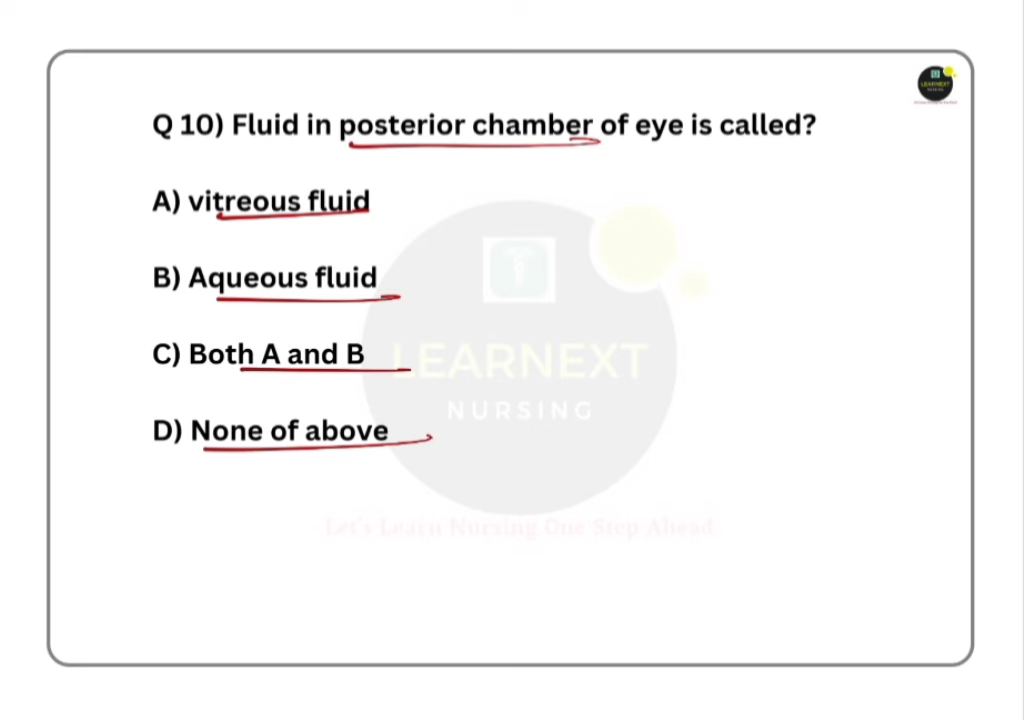 LEARNEXT
Q 10) Fluid in posterior chamber of eye is called?
A) vitreous fluid
B) Aqueous fluid
C) Both A and B
D) None of above
LEARNEXT
NURSING
Let's Learn Nursing One Step Ahead